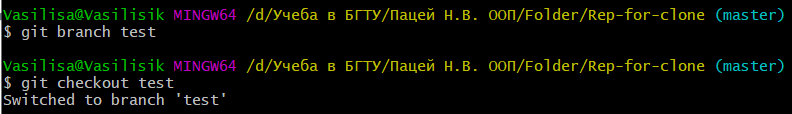 Vasilisa@Vasilisik MINGW64 /d/Учеба в БГТУ/Пацей Н.В. ООП/Folder/Rep-for-clone (master)
$ git branch test
Vasilisa@Vasilisik MINGW64 /d/Учеба в БГТУ/Пацей Н.В. ООП/Folder/Rep-for-clone (master)
$ git checkout test
Switched to branch 'test'